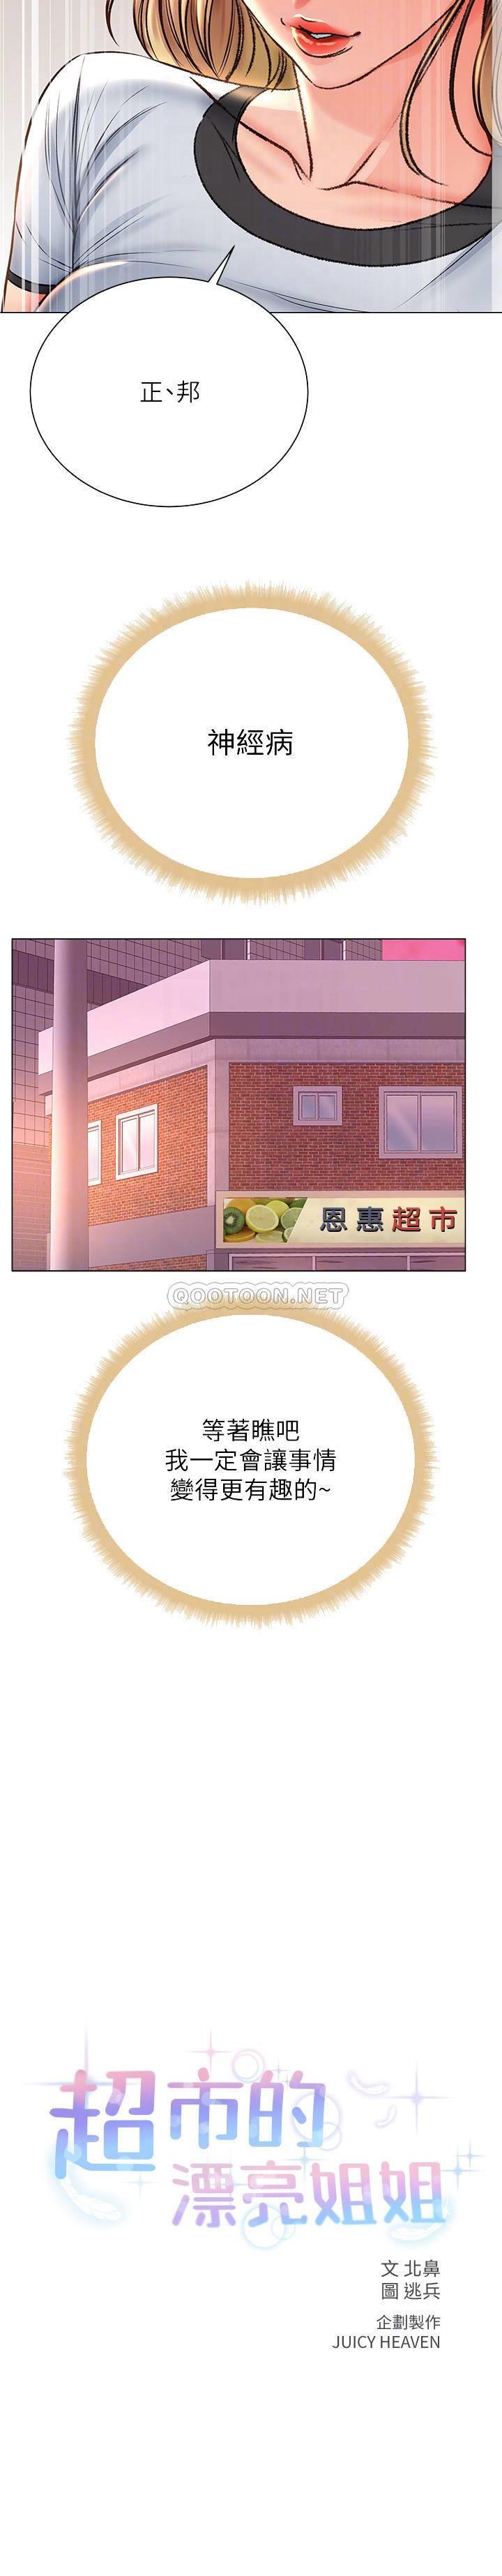 正、邦
神經病
恩惠超市
QOOTOON.NET
等著瞧吧
我一定會讓事情
變得更有趣的~
超市的
漂亮姐姐
文 北鼻
圖 逃兵
企劃製作
JUICY HEAVEN